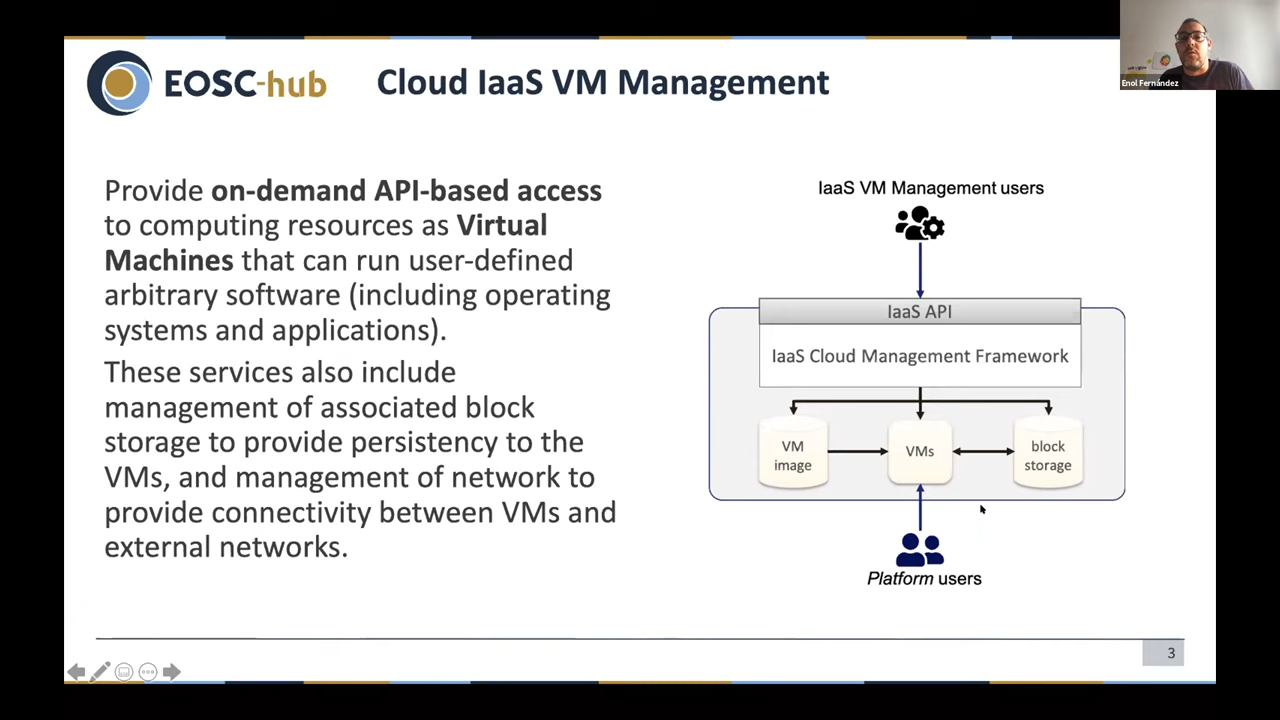 EOSC-hub
Cloud IaaS VM Management
Enol Fernández
Provide on-demand API-based access
to computing resources as Virtual
Machines that can run user-defined
arbitrary software (including operating
systems and applications).
These services also include
management of associated block
storage to provide persistency to the
VMs, and management of network to
provide connectivity between VMs and
external networks.
IaaS VM Management users
IaaS API
IaaS Cloud Management Framework
VM
image
VMs
block
storage
Platform users
3